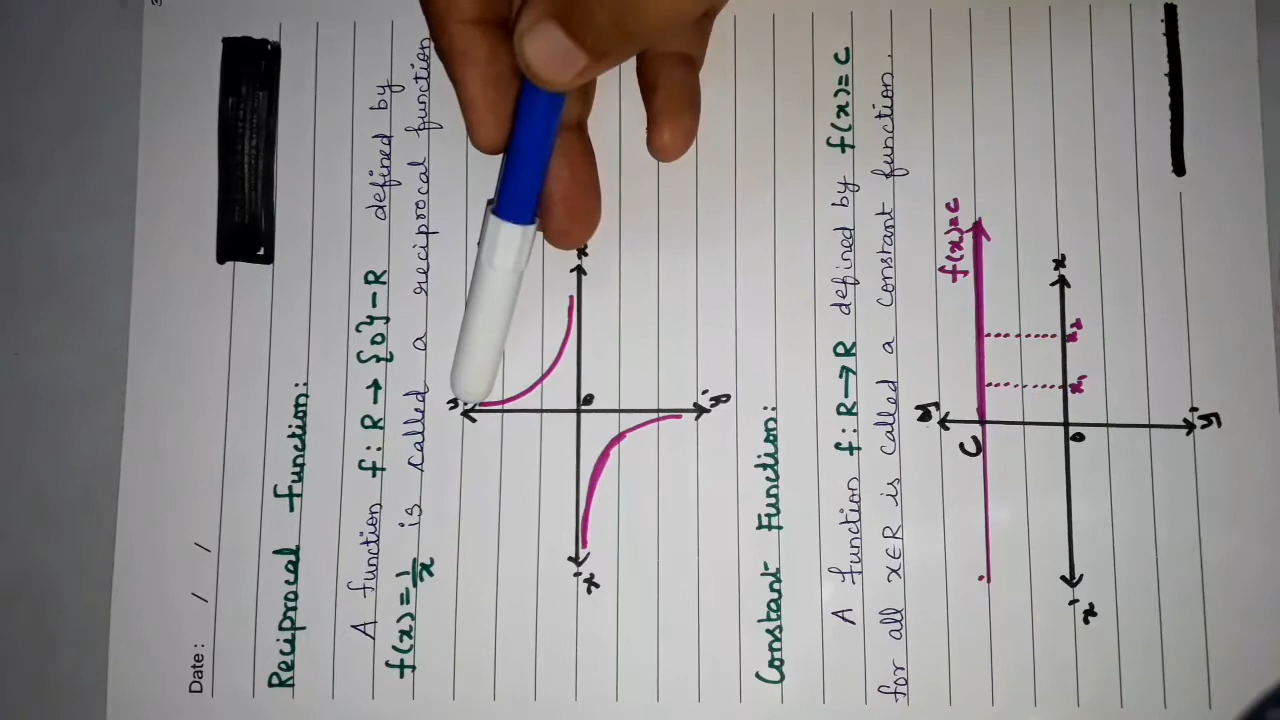 Date: / /
Reciprocal function:
A function f: R → {0} - R defined by
f(x) = 1/x is called a reciprocal function
y
x' 0 x
y'
Constant Function:
A function f: R → R defined by f(x) = C
for all x∈R is called a constant function.
y
f(x)=C
C
x' 0 x₁ x₂ x
y'